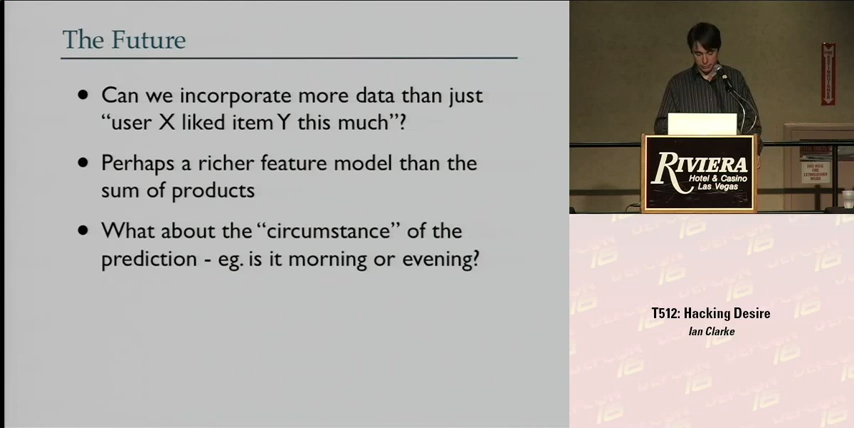 The Future
• Can we incorporate more data than just
“user X liked item Y this much”?
• Perhaps a richer feature model than the
sum of products
• What about the “circumstance” of the
prediction - eg. is it morning or evening?
RIVIERA
Hotel & Casino
Las Vegas
T512: Hacking Desire
Ian Clarke